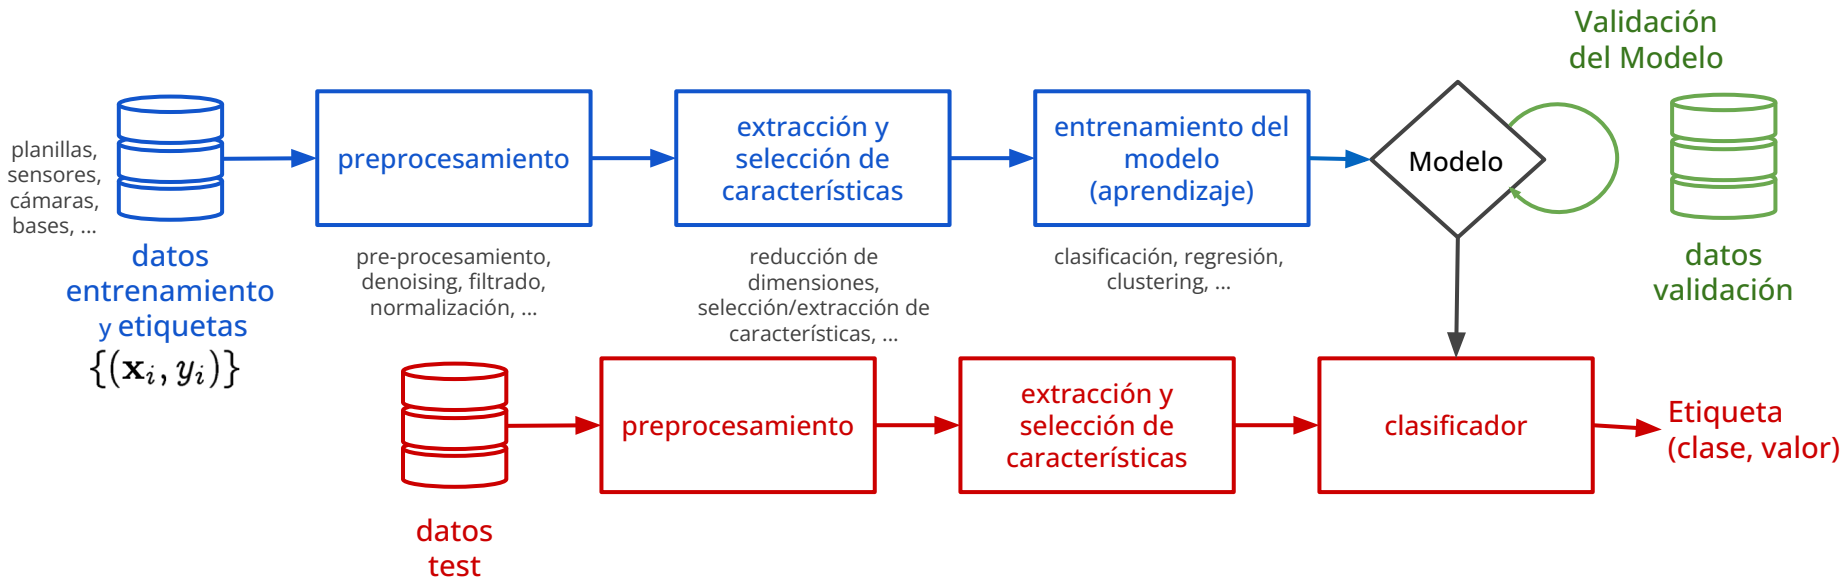 Validación
del Modelo
planillas,
sensores,
cámaras,
bases, ...
datos
entrenamiento
y etiquetas
{(x_i, y_i)}
preprocesamiento
pre-procesamiento,
denoising, filtrado,
normalización, ...
extracción y
selección de
características
reducción de
dimensiones,
selección/extracción de
características, ...
entrenamiento del
modelo
(aprendizaje)
clasificación, regresión,
clustering, ...
Modelo
datos
validación
datos
test
preprocesamiento
extracción y
selección de
características
clasificador
Etiqueta
(clase, valor)